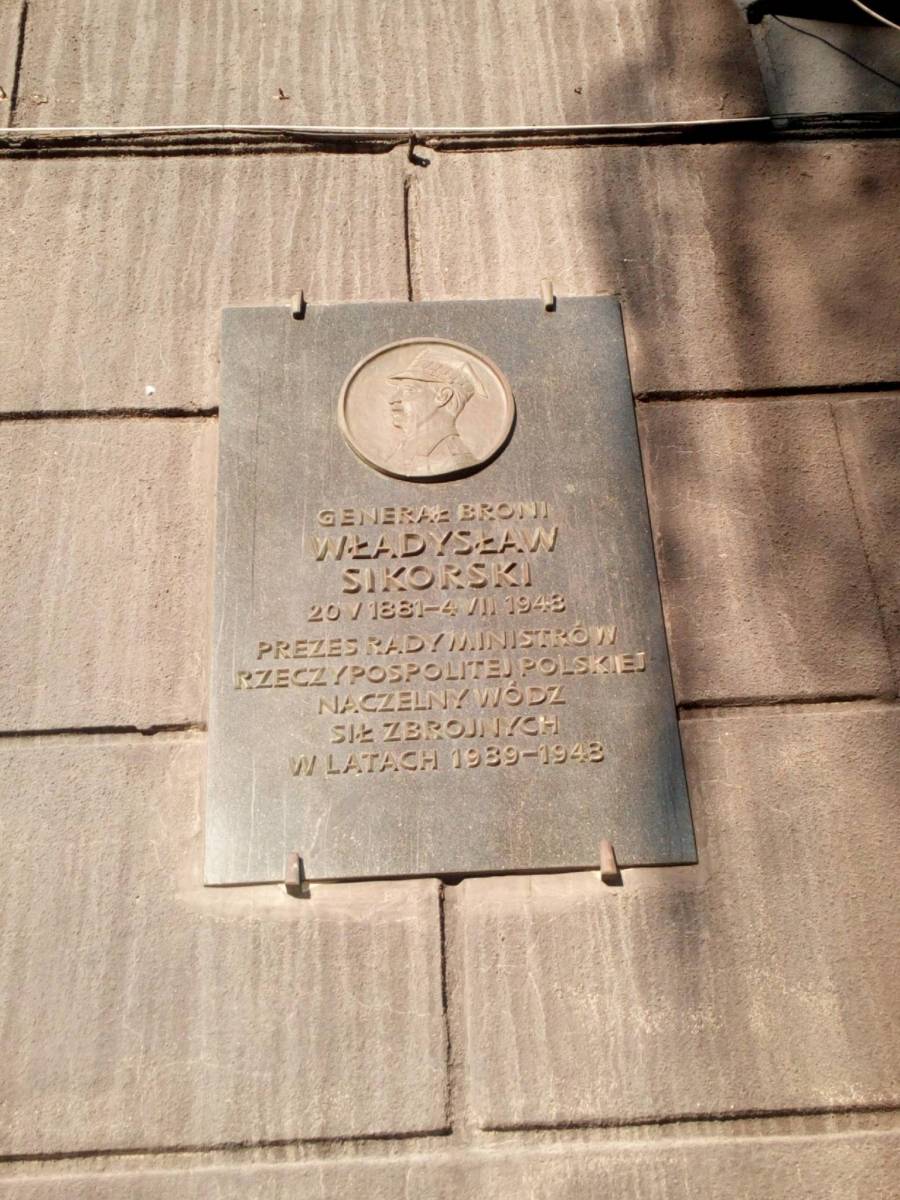 GENERAŁ BRONI
WŁADYSŁAW
SIKORSKI
20 V 1881–4 VII 1943
PREZES RADY MINISTRÓW
RZECZYPOSPOLITEJ POLSKIEJ
NACZELNY WÓDZ
SIŁ ZBROJNYCH
W LATACH 1939–1943